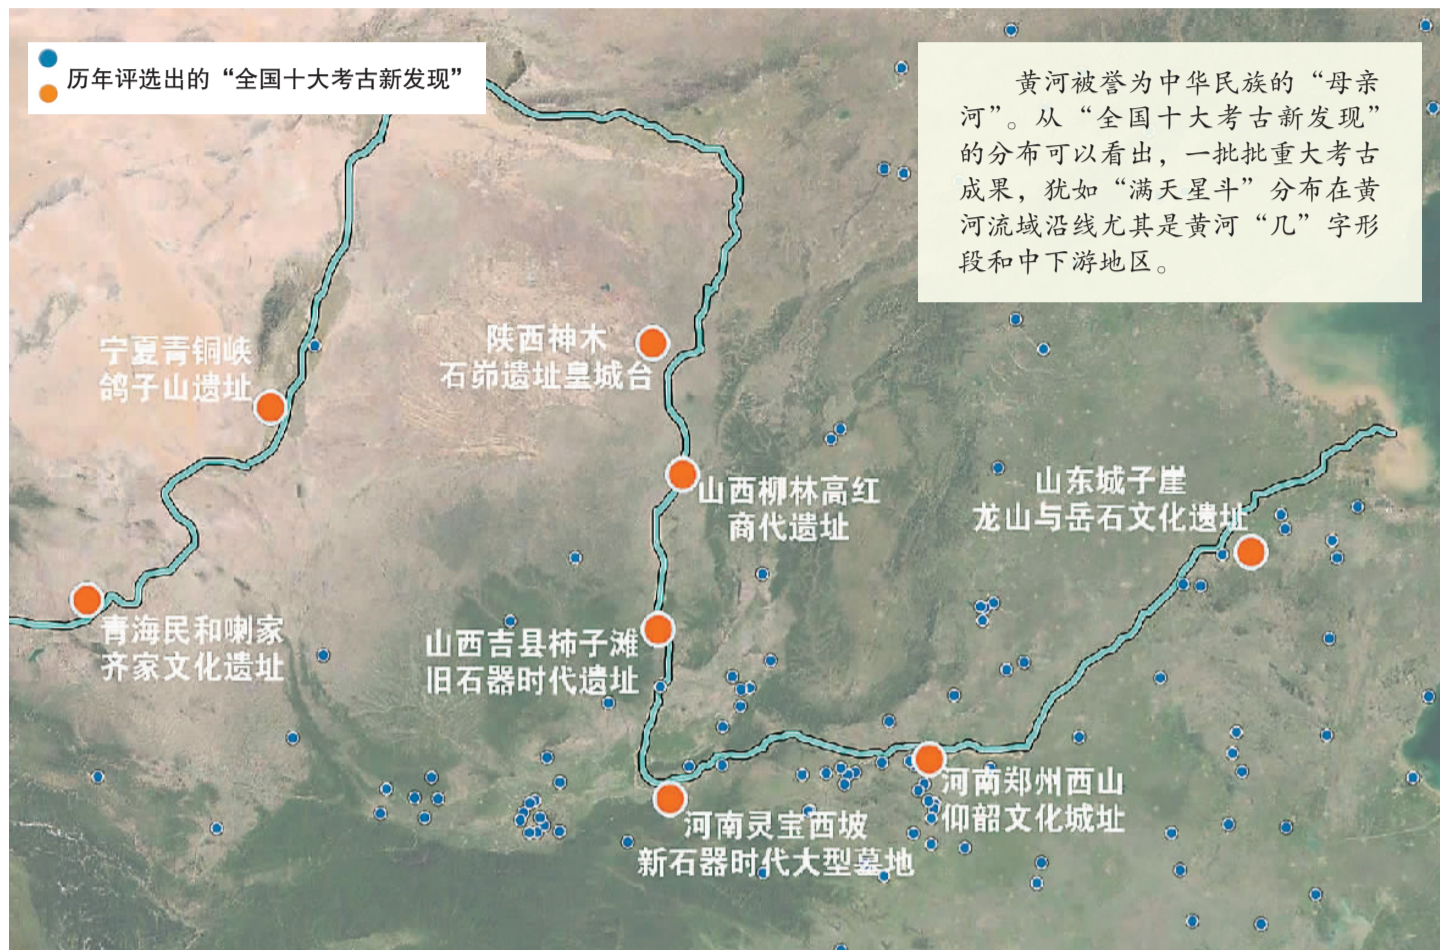 历年评选出的“全国十大考古新发现”
黄河被誉为中华民族的“母亲
河”。从“全国十大考古新发现”
的分布可以看出，一批批重大考古
成果，犹如“满天星斗”分布在黄
河流域沿线尤其是黄河“几”字形
段和中下游地区。
宁夏青铜峡
鸽子山遗址
陕西神木
石峁遗址皇城台
山西柳林高红
商代遗址
山东城子崖
龙山与岳石文化遗址
青海民和喇家
齐家文化遗址
山西吉县柿子滩
旧石器时代遗址
河南郑州西山
仰韶文化城址
河南灵宝西坡
新石器时代大型墓地